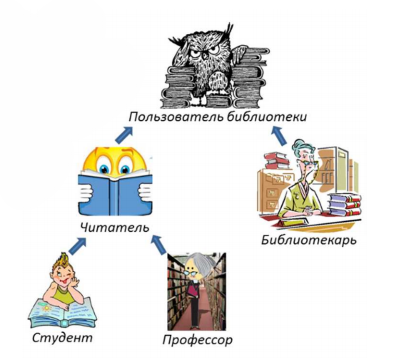 Пользователь библиотеки
Читатель
Библиотекарь
Студент
Профессор